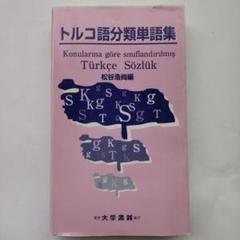 トルコ語分類単語集
Konularına göre sınıflandırılmış
Türkçe Sözlük
松谷浩尚編
大学書林